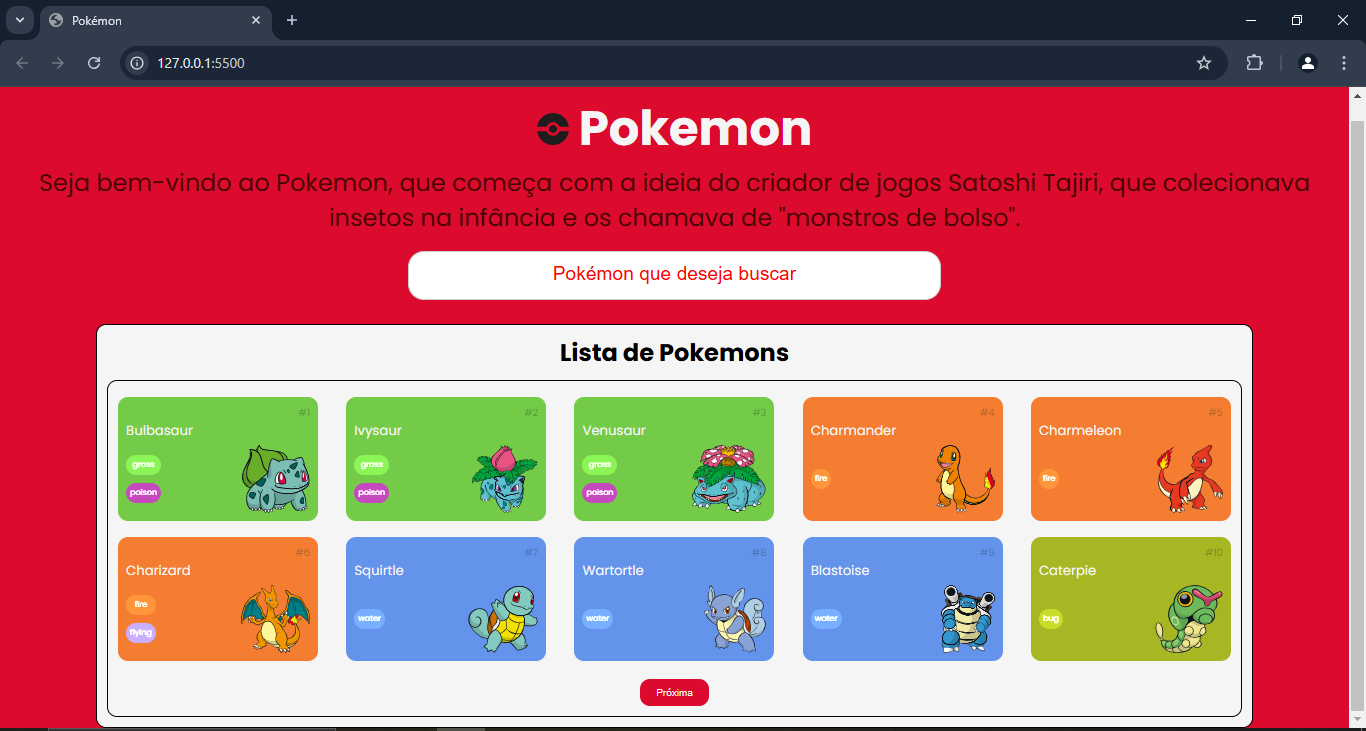 Pokémon
127.0.0.1:5500
Pokemon
Seja bem-vindo ao Pokemon, que começa com a ideia do criador de jogos Satoshi Tajiri, que colecionava
insetos na infância e os chamava de "monstros de bolso".
Pokémon que deseja buscar
Lista de Pokemons
#1
Bulbasaur
grass
poison
#2
Ivysaur
grass
poison
#3
Venusaur
grass
poison
#4
Charmander
fire
#5
Charmeleon
fire
#6
Charizard
fire
flying
#7
Squirtle
water
#8
Wartortle
water
#9
Blastoise
water
#10
Caterpie
bug
Próxima